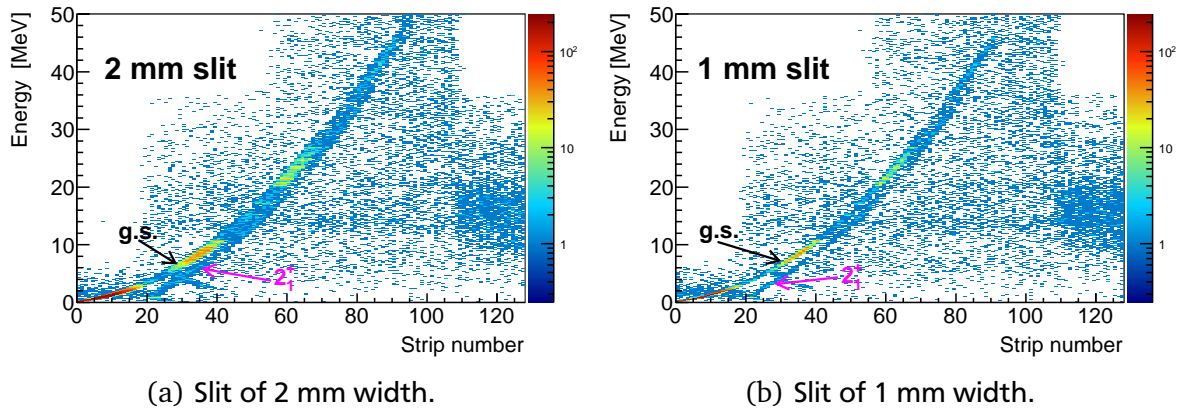 Energy [MeV]
50
40
30
20
10
0
2 mm slit
g.s.
2₁⁺
0 20 40 60 80 100 120
Strip number
10²
10
1
(a) Slit of 2 mm width.
Energy [MeV]
50
40
30
20
10
0
1 mm slit
g.s.
2₁⁺
0 20 40 60 80 100 120
Strip number
10²
10
1
(b) Slit of 1 mm width.